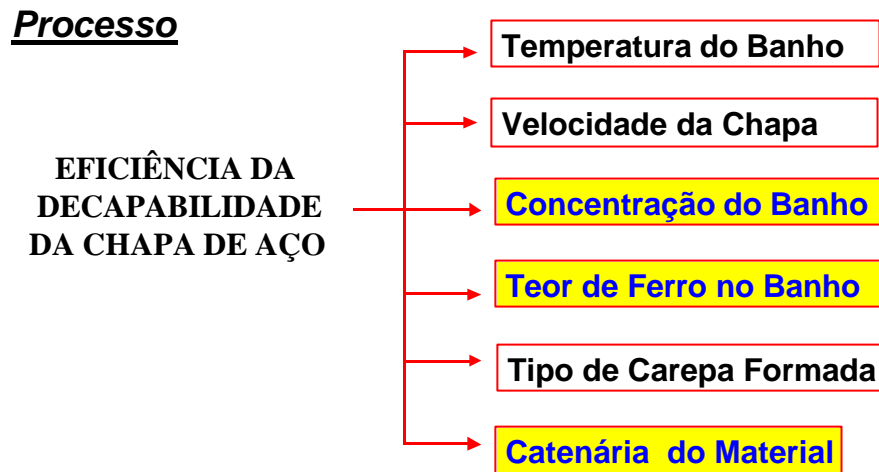 Processo
Temperatura do Banho
Velocidade da Chapa
EFICIÊNCIA DA
DECAPABILIDADE
DA CHAPA DE AÇO
Concentração do Banho
Teor de Ferro no Banho
Tipo de Carepa Formada
Catenária do Material